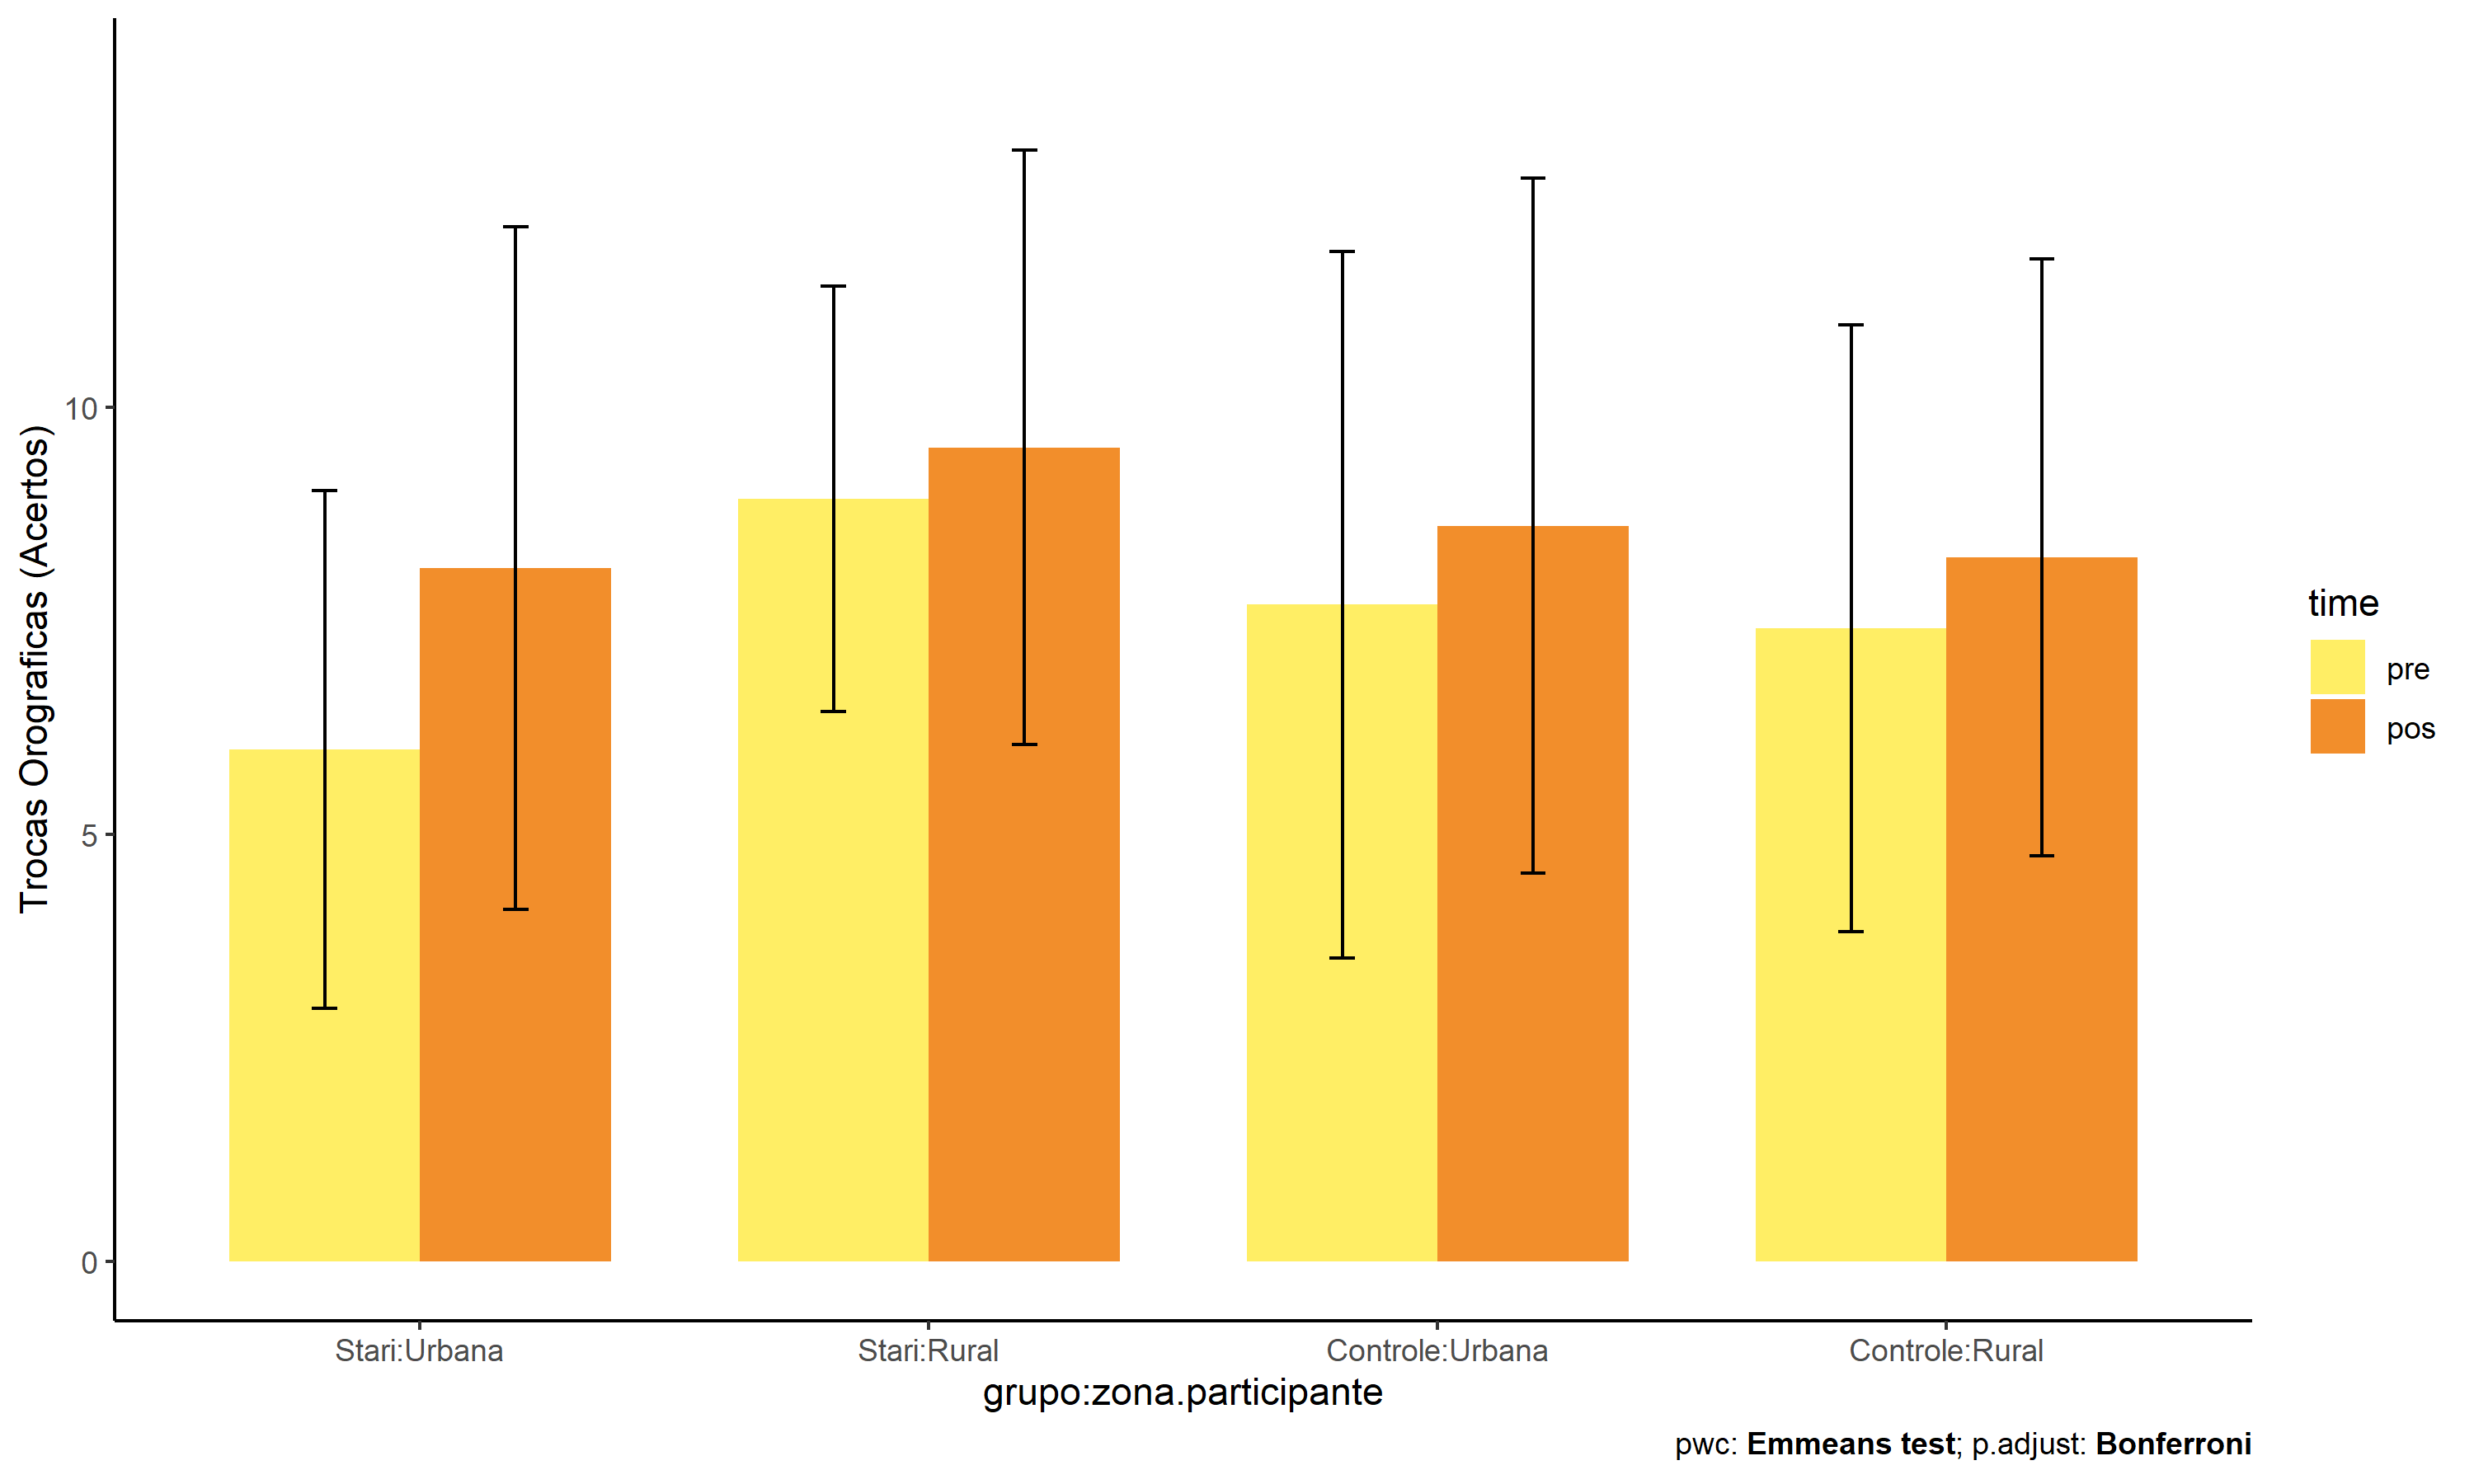 Trocas Orograficas (Acertos)
10
5
0
Stari:Urbana
Stari:Rural
Controle:Urbana
Controle:Rural
grupo:zona.participante
time
pre
pos
pwc: Emmeans test; p.adjust: Bonferroni